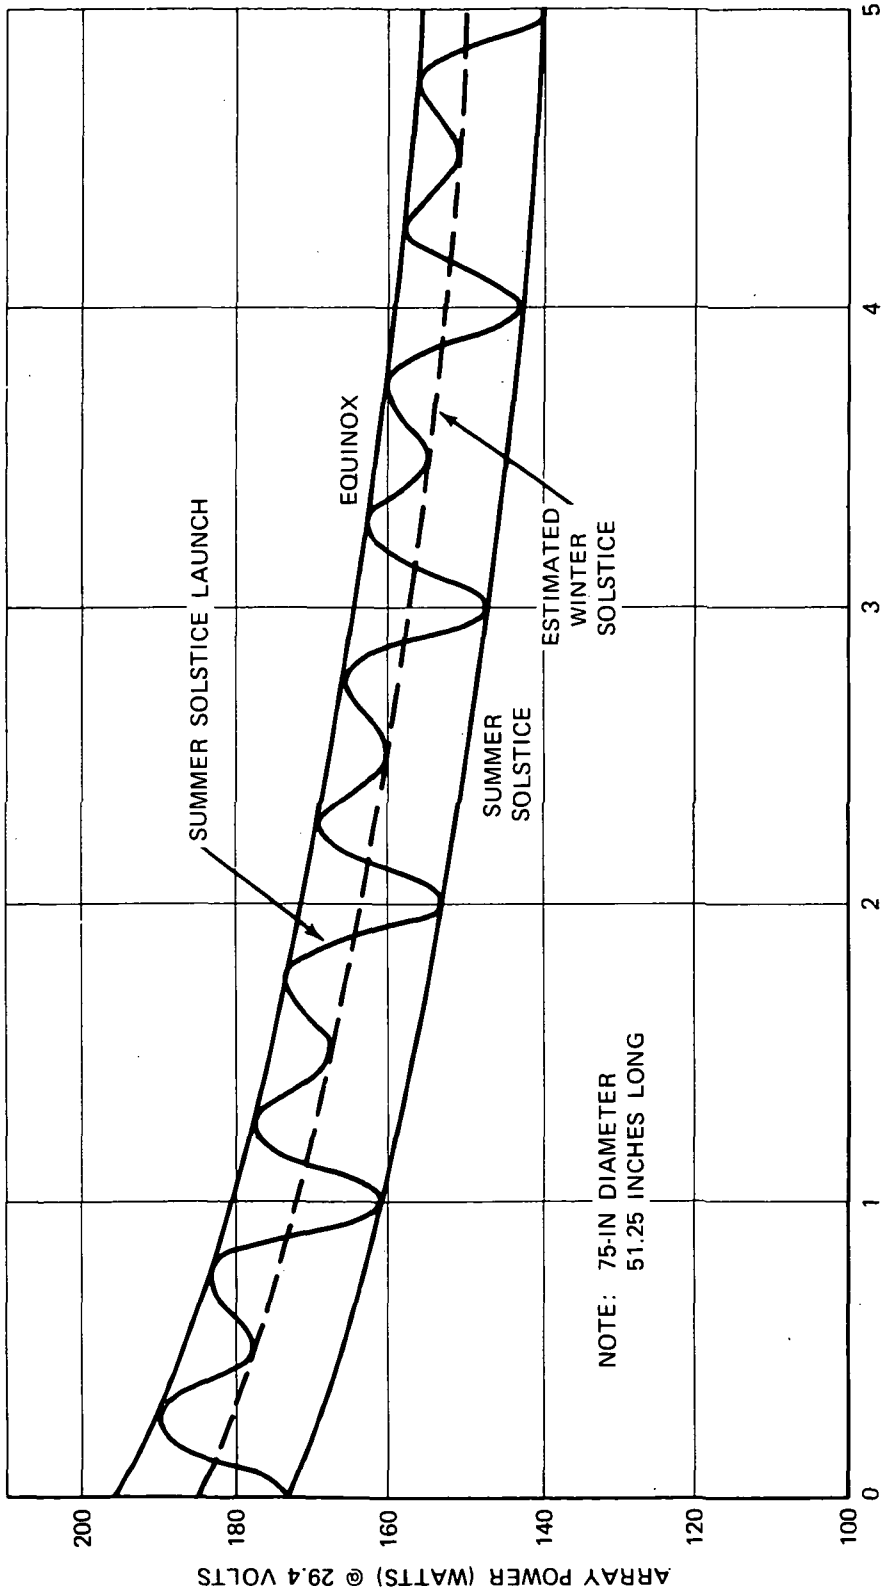 ARRAY POWER (WATTS) @ 29.4 VOLTS
200
180
160
140
120
100
0
1
2
3
4
5
SUMMER SOLSTICE LAUNCH
EQUINOX
ESTIMATED
WINTER
SOLSTICE
SUMMER
SOLSTICE
NOTE: 75-IN DIAMETER
51.25 INCHES LONG